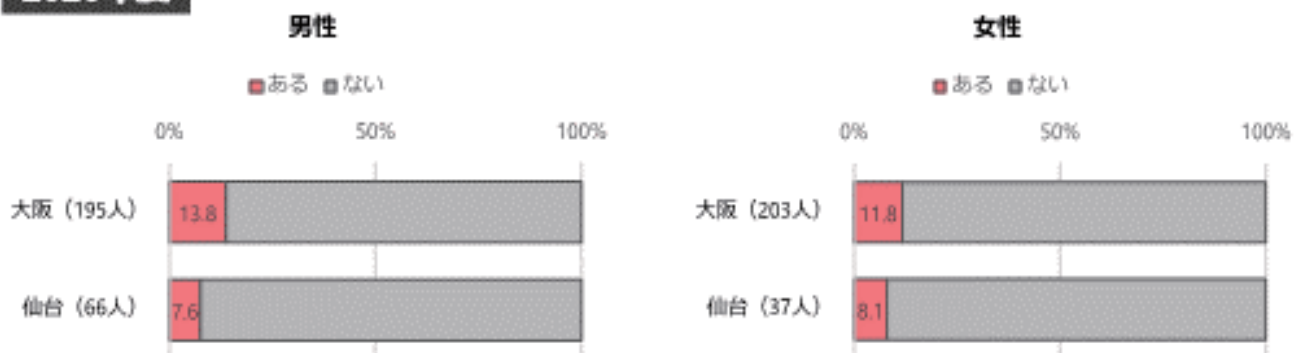 男性
ある ない
0% 50% 100%
大阪（195人） 13.8
仙台（66人） 7.6
女性
ある ない
0% 50% 100%
大阪（203人） 11.8
仙台（37人） 8.1